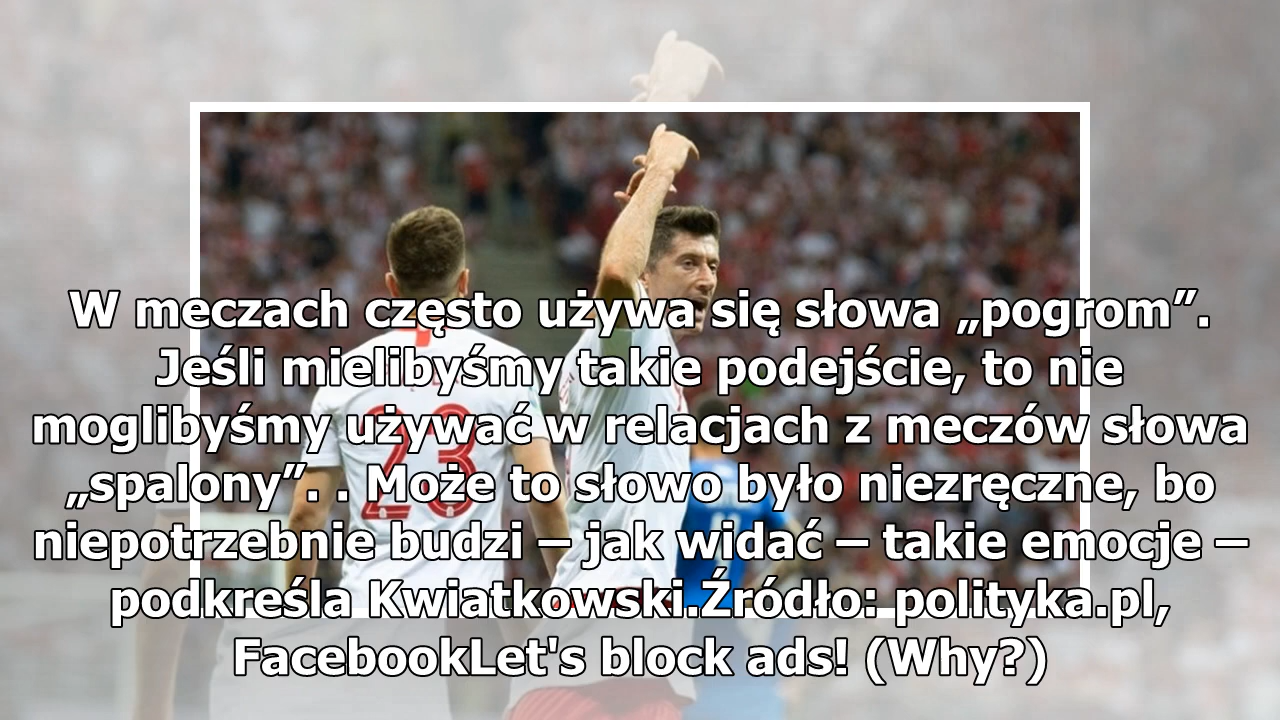 W meczach często używa się słowa „pogrom”.
Jeśli mielibyśmy takie podejście, to nie
moglibyśmy używać w relacjach z meczów słowa
„spalony”. . Może to słowo było niezręczne, bo
niepotrzebnie budzi – jak widać – takie emocje –
podkreśla Kwiatkowski.Źródło: polityka.pl,
FacebookLet's block ads! (Why?)
23